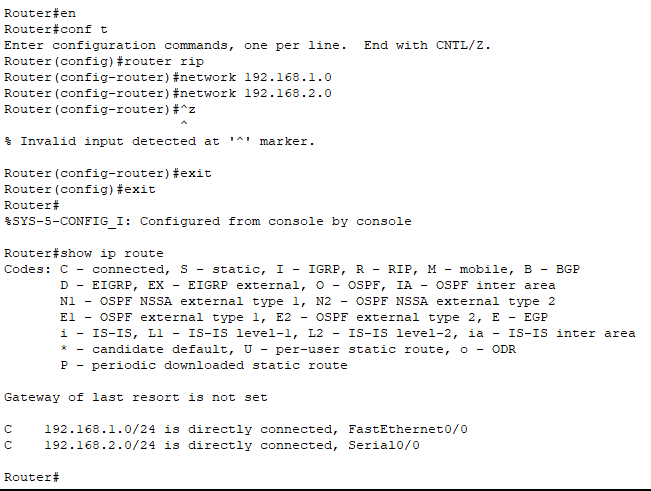 Router#en
Router#conf t
Enter configuration commands, one per line.  End with CNTL/Z.
Router(config)#router rip
Router(config-router)#network 192.168.1.0
Router(config-router)#network 192.168.2.0
Router(config-router)#^z
                      ^
% Invalid input detected at '^' marker.

Router(config-router)#exit
Router(config)#exit
Router#
%SYS-5-CONFIG_I: Configured from console by console

Router#show ip route
Codes: C - connected, S - static, I - IGRP, R - RIP, M - mobile, B - BGP
       D - EIGRP, EX - EIGRP external, O - OSPF, IA - OSPF inter area
       N1 - OSPF NSSA external type 1, N2 - OSPF NSSA external type 2
       E1 - OSPF external type 1, E2 - OSPF external type 2, E - EGP
       i - IS-IS, L1 - IS-IS level-1, L2 - IS-IS level-2, ia - IS-IS inter area
       * - candidate default, U - per-user static route, o - ODR
       P - periodic downloaded static route

Gateway of last resort is not set

C    192.168.1.0/24 is directly connected, FastEthernet0/0
C    192.168.2.0/24 is directly connected, Serial0/0

Router#